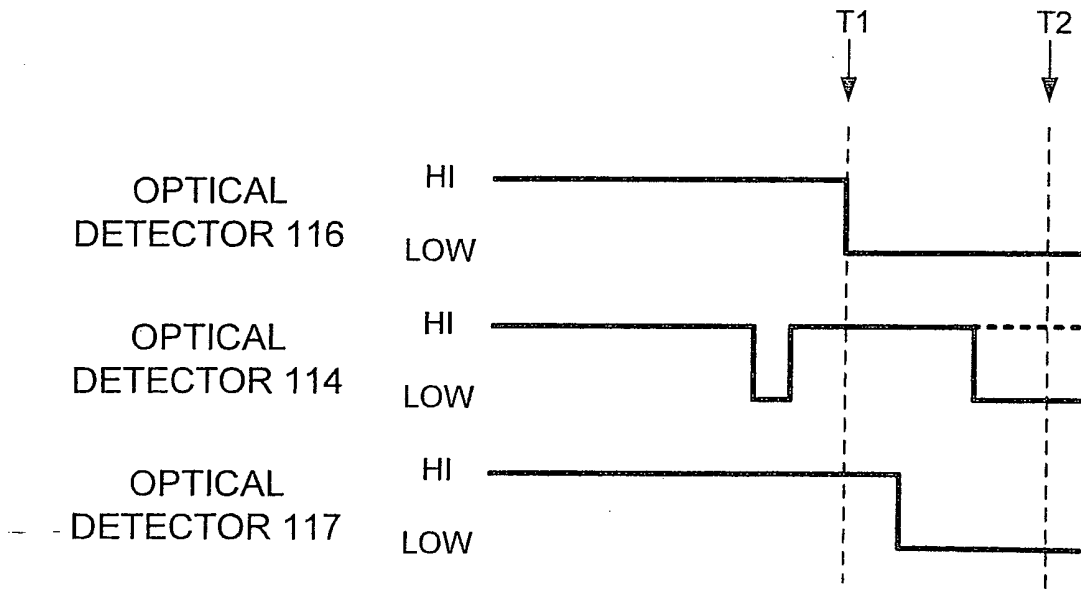 T1 T2
OPTICAL
DETECTOR 116
HI
LOW
OPTICAL
DETECTOR 114
HI
LOW
OPTICAL
DETECTOR 117
HI
LOW